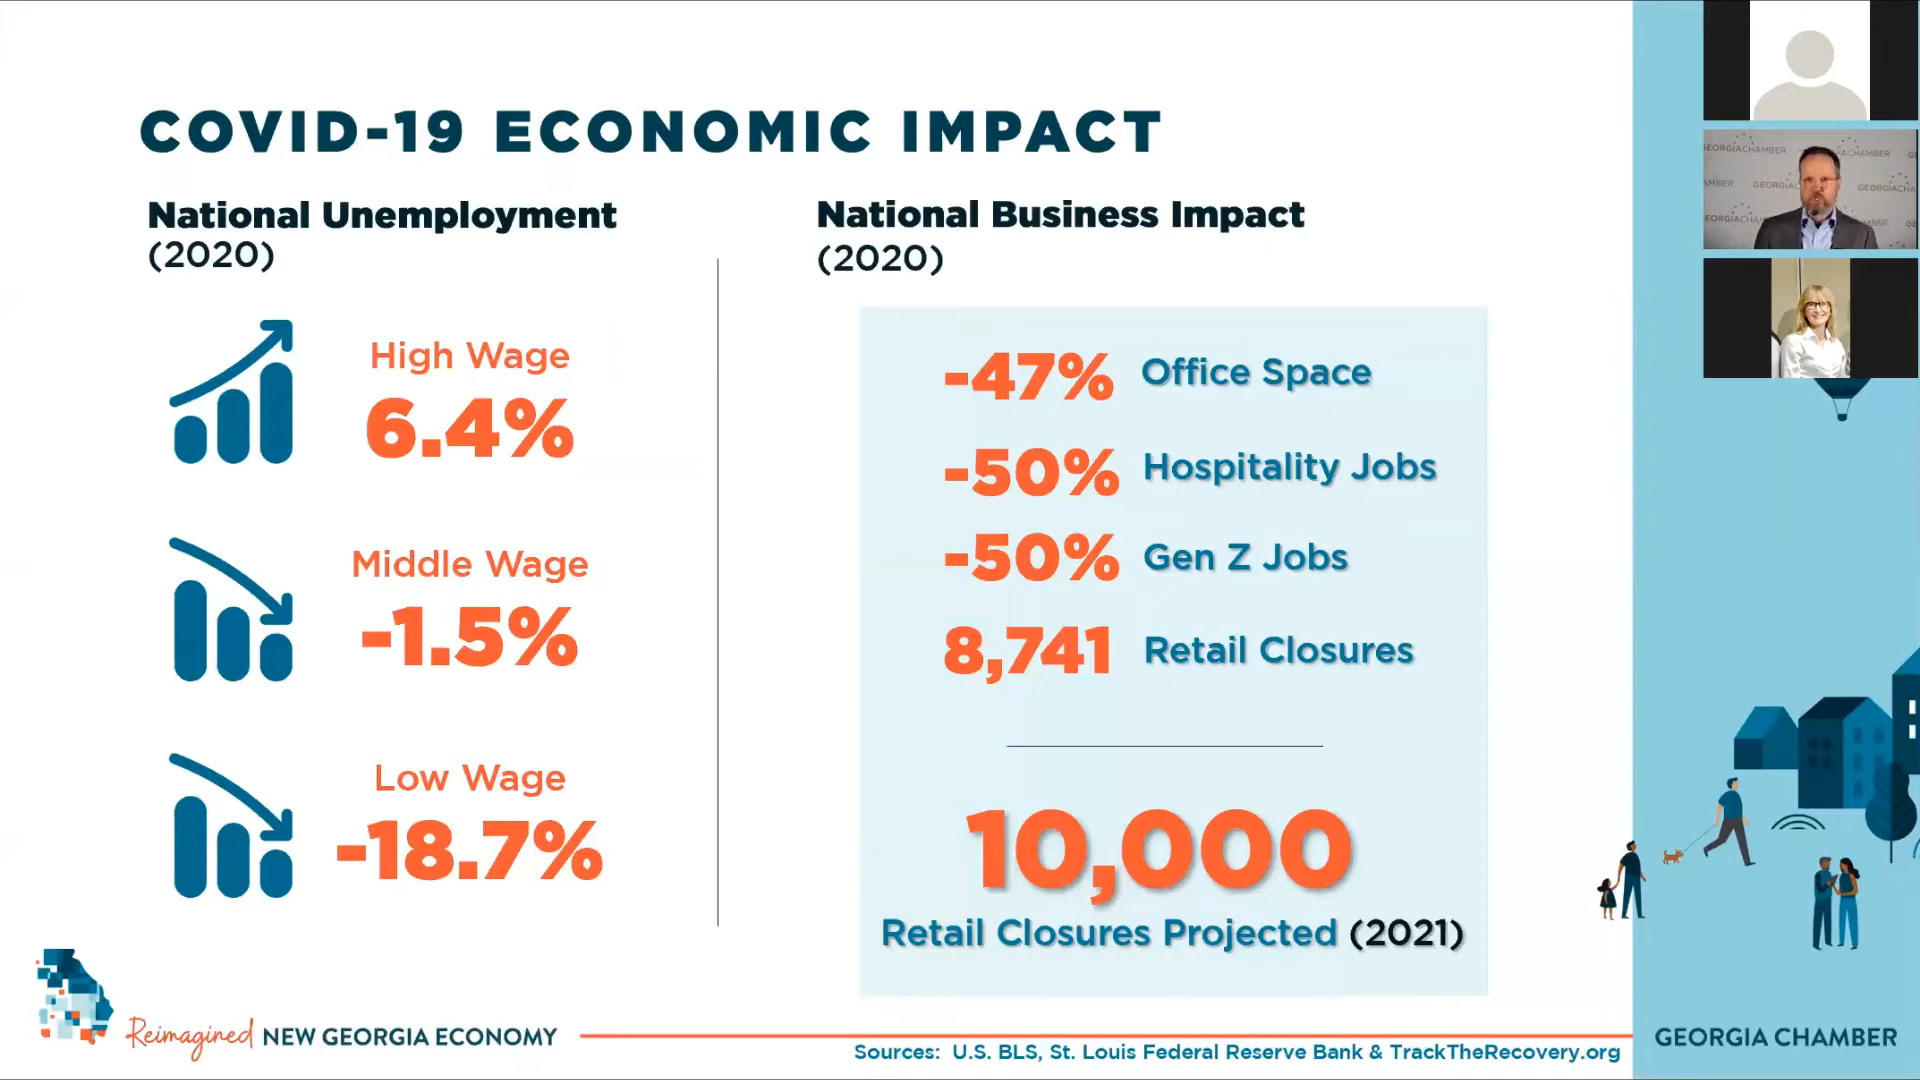 COVID-19 ECONOMIC IMPACT
National Unemployment
(2020)
High Wage
6.4%
Middle Wage
-1.5%
Low Wage
-18.7%
National Business Impact
(2020)
-47% Office Space
-50% Hospitality Jobs
-50% Gen Z Jobs
8,741 Retail Closures
10,000
Retail Closures Projected (2021)
Reimagined NEW GEORGIA ECONOMY
Sources: U.S. BLS, St. Louis Federal Reserve Bank & TrackTheRecovery.org
GEORGIA CHAMBER